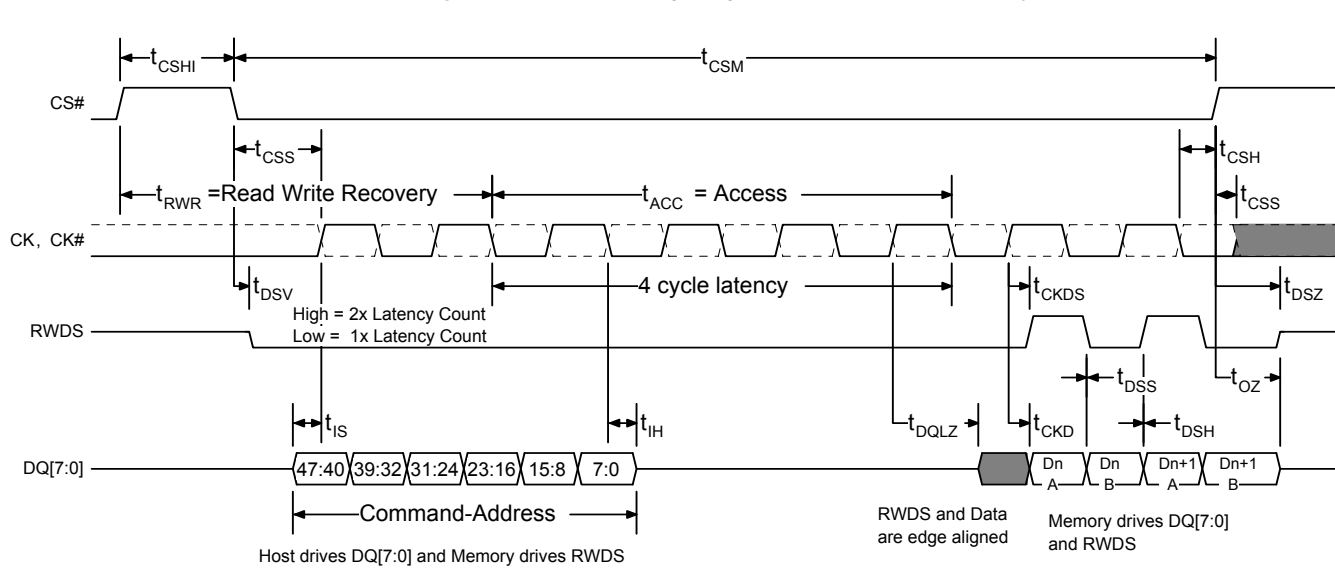 tCSHI
tCSM
CS#
tCSS
tCSH
tRWR =Read Write Recovery
tACC = Access
tCSS
CK, CK#
tDSV
4 cycle latency
tCKDS
tDSZ
High = 2x Latency Count
Low = 1x Latency Count
RWDS
tDSS
tOZ
tIS
tIH
tDQLZ
tCKD
tDSH
DQ[7:0]
47:40 39:32 31:24 23:16 15:8 7:0
Dn Dn Dn+1 Dn+1
A B A B
Command-Address
RWDS and Data
are edge aligned
Memory drives DQ[7:0]
and RWDS
Host drives DQ[7:0] and Memory drives RWDS